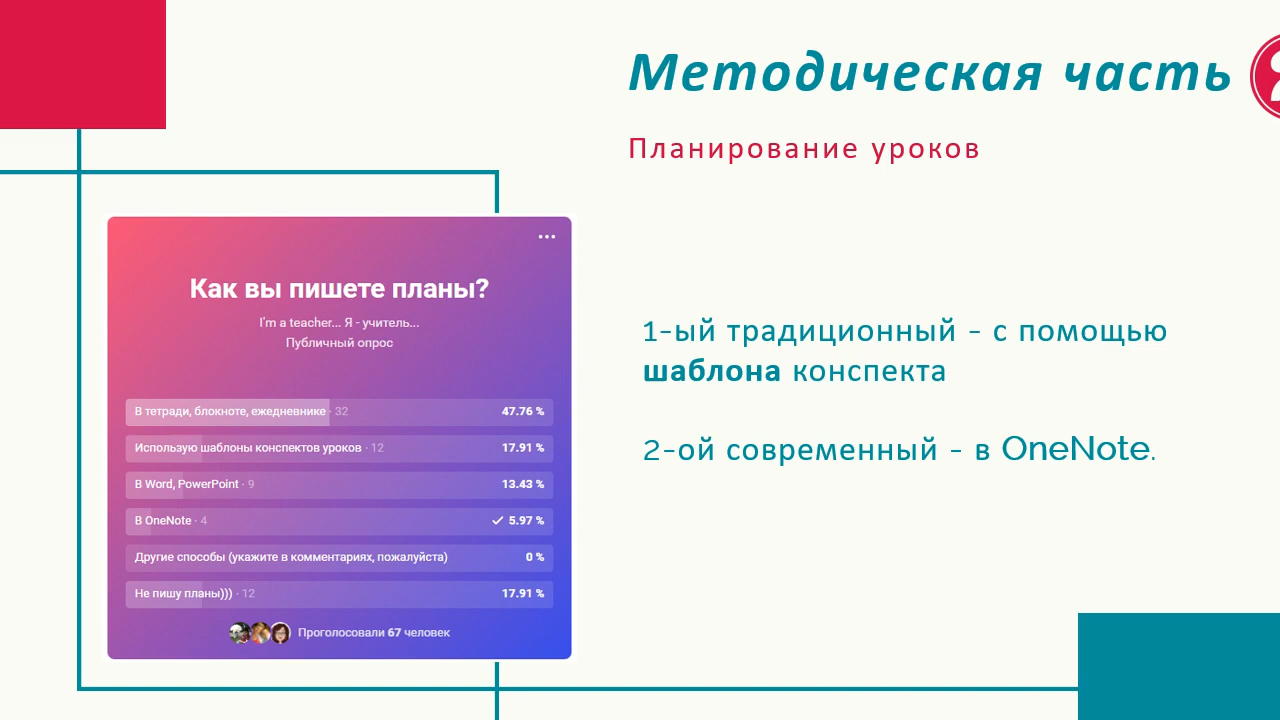 Методическая часть
Планирование уроков
Как вы пишете планы?
I'm a teacher... Я - учитель...
Публичный опрос
В тетради, блокноте, ежедневнике · 32 47.76 %
Использую шаблоны конспектов уроков · 12 17.91 %
В Word, PowerPoint · 9 13.43 %
В OneNote · 4 5.97 %
Другие способы (укажите в комментариях, пожалуйста) 0 %
Не пишу планы))) · 12 17.91 %
Проголосовали 67 человек
1-ый традиционный - с помощью
шаблона конспекта
2-ой современный - в OneNote.